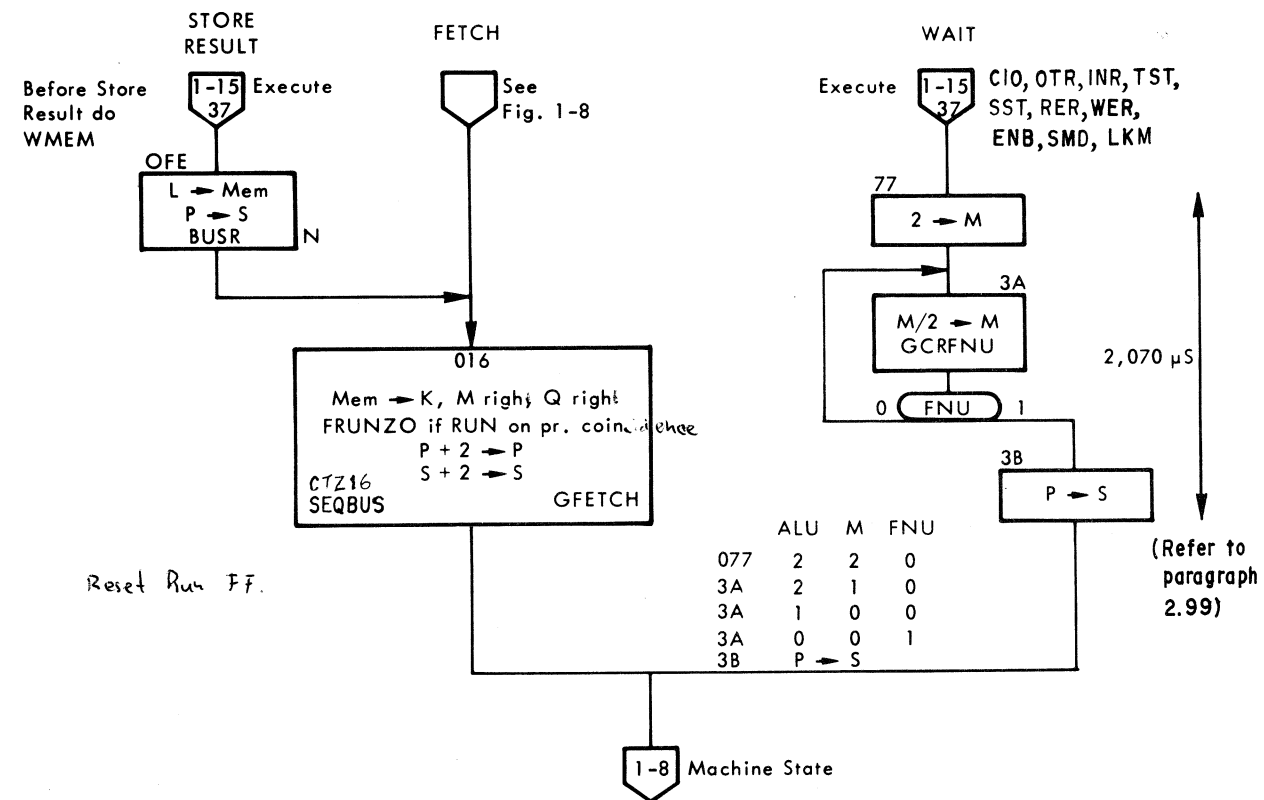 STORE
RESULT
FETCH
WAIT
Before Store
Result do
WMEM
1-15
37
Execute
See
Fig. 1-8
Execute
1-15
37
CIO, OTR, INR, TST,
SST, RER, WER,
ENB, SMD, LKM
OFE
L → Mem
P → S
BUSR
N
77
2 → M
3A
M/2 → M
GCRFNU
0
FNU
1
2,070 µS
016
Mem → K, M right, Q right
FRUNZO if RUN on pr. coincidence
P + 2 → P
S + 2 → S
CTZ16
SEQBUS
GFETCH
3B
P → S
(Refer to
paragraph
2.99)
Reset Run FF.
ALU M FNU
077 2 2 0
3A 2 1 0
3A 1 0 0
3A 0 0 1
3B P → S
1-8
Machine State